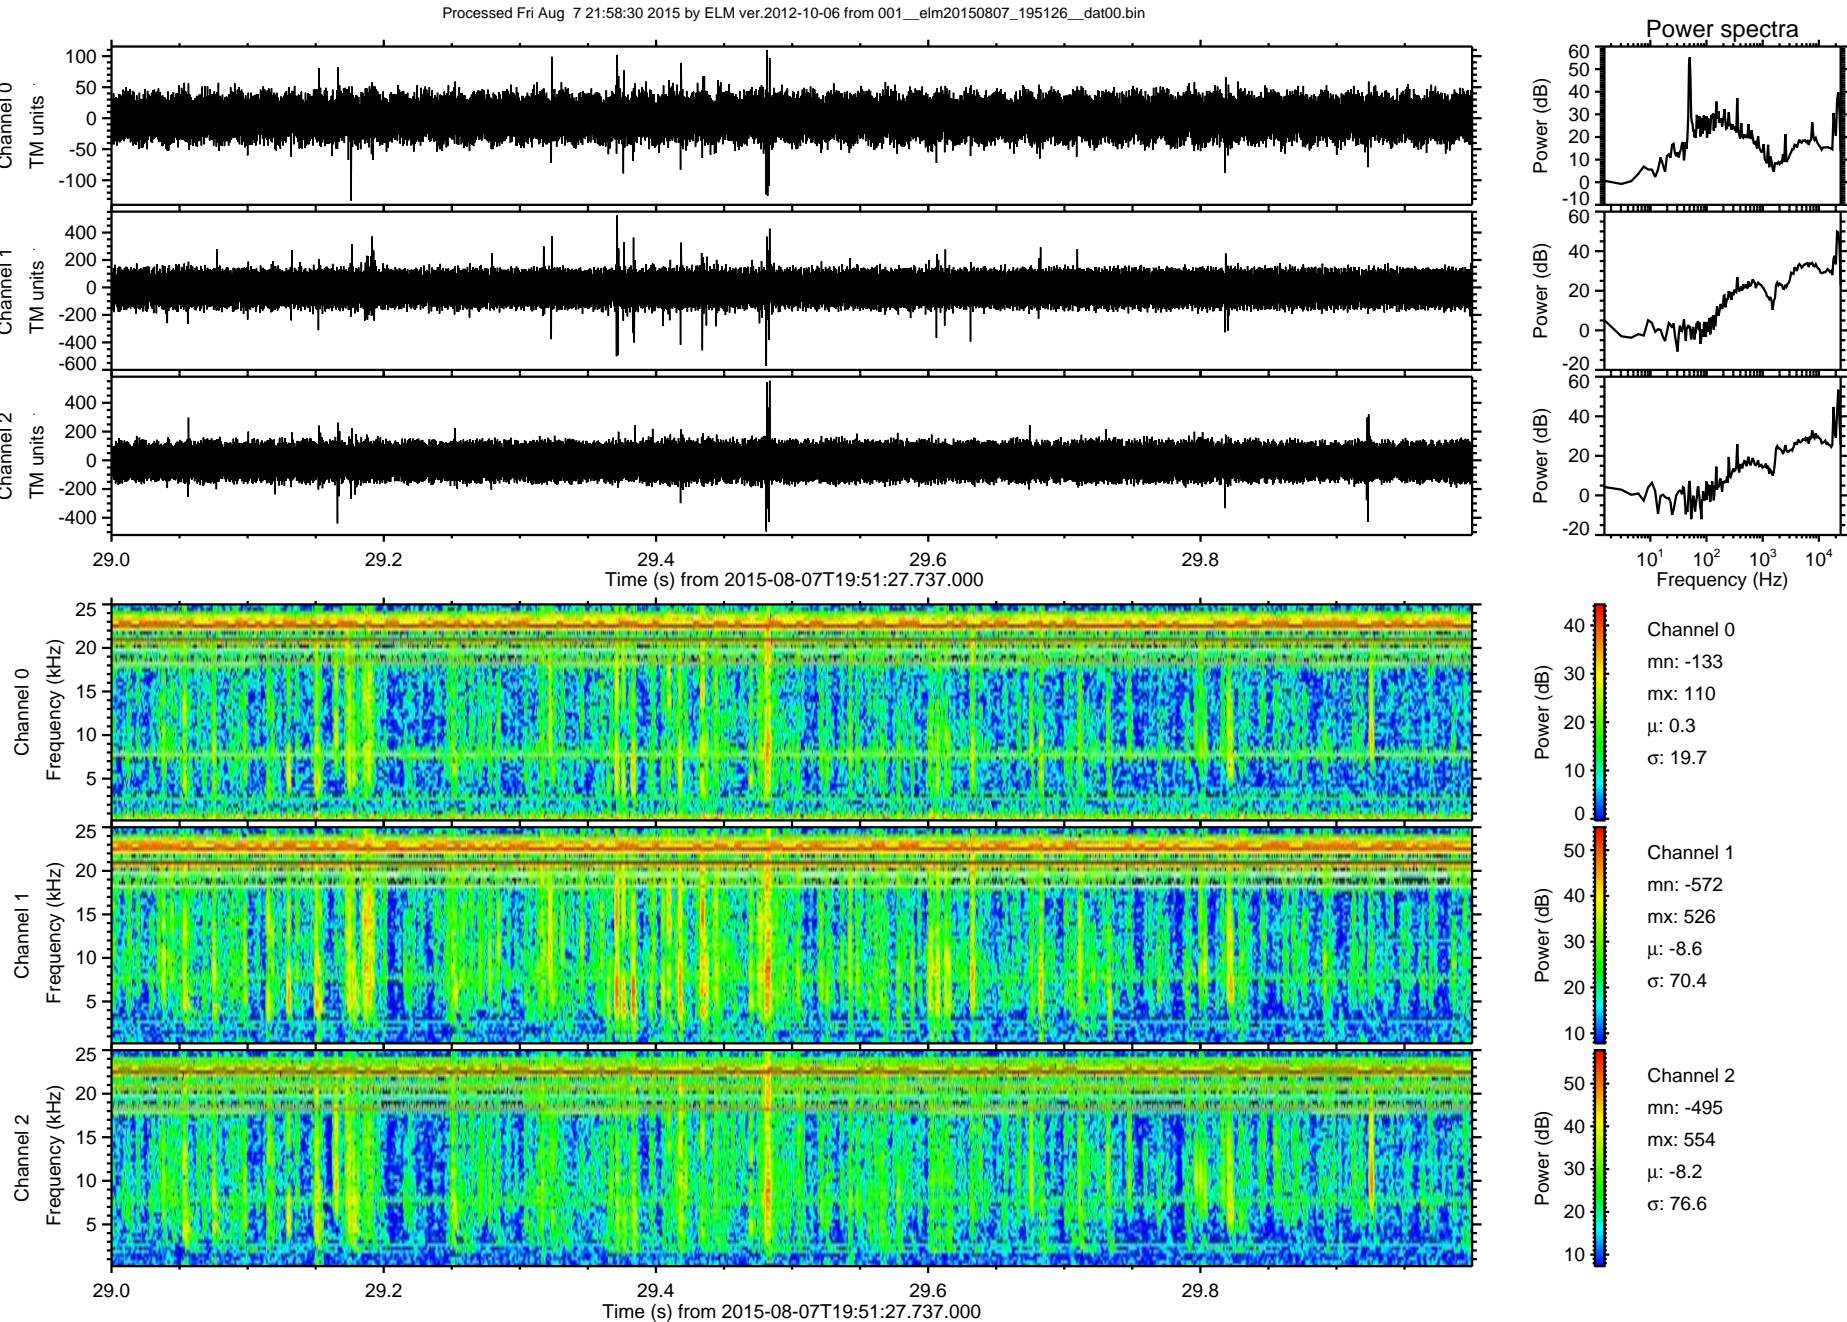 Processed Fri Aug  7 21:58:30 2015 by ELM ver.2012-10-06 from 001__elm20150807_195126__dat00.bin
Power spectra
Channel 0
TM units
100
50
0
-50
-100
Power (dB)
60
50
40
30
20
10
0
-10
Channel 1
TM units
400
200
0
-200
-400
-600
Power (dB)
60
40
20
0
-20
Channel 2
TM units
400
200
0
-200
-400
Power (dB)
60
40
20
0
-20
29.0 29.2 29.4 29.6 29.8
Time (s) from 2015-08-07T19:51:27.737.000
10^1 10^2 10^3 10^4
Frequency (Hz)
Channel 0
Frequency (kHz)
25
20
15
10
5
Power (dB)
40
30
20
10
0
Channel 0
mn: -133
mx: 110
μ: 0.3
σ: 19.7
Channel 1
Frequency (kHz)
25
20
15
10
5
Power (dB)
50
40
30
20
10
Channel 1
mn: -572
mx: 526
μ: -8.6
σ: 70.4
Channel 2
Frequency (kHz)
25
20
15
10
5
Power (dB)
50
40
30
20
10
Channel 2
mn: -495
mx: 554
μ: -8.2
σ: 76.6
29.0 29.2 29.4 29.6 29.8
Time (s) from 2015-08-07T19:51:27.737.000